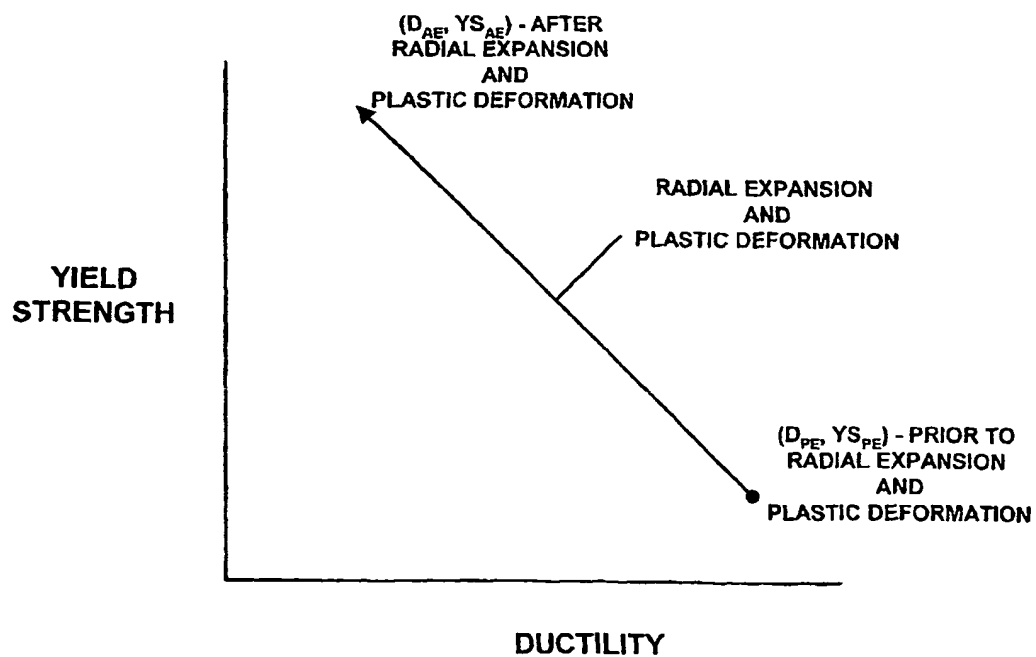 (D_AE, YS_AE) - AFTER
RADIAL EXPANSION
AND
PLASTIC DEFORMATION
RADIAL EXPANSION
AND
PLASTIC DEFORMATION
YIELD
STRENGTH
(D_PE, YS_PE) - PRIOR TO
RADIAL EXPANSION
AND
PLASTIC DEFORMATION
DUCTILITY